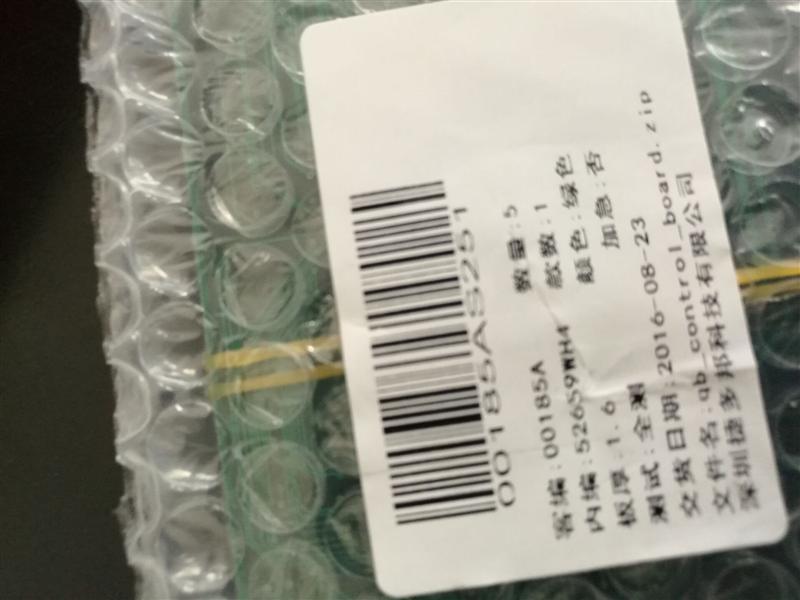 00185AS251
客编:00185A 数量:5
内编:526S9WH4 款数:1
板厚:1.6 颜色:绿色
测试:全测 加急:否
交货日期:2016-08-23
文件名:qb_control_board.zip
深圳捷多邦科技有限公司